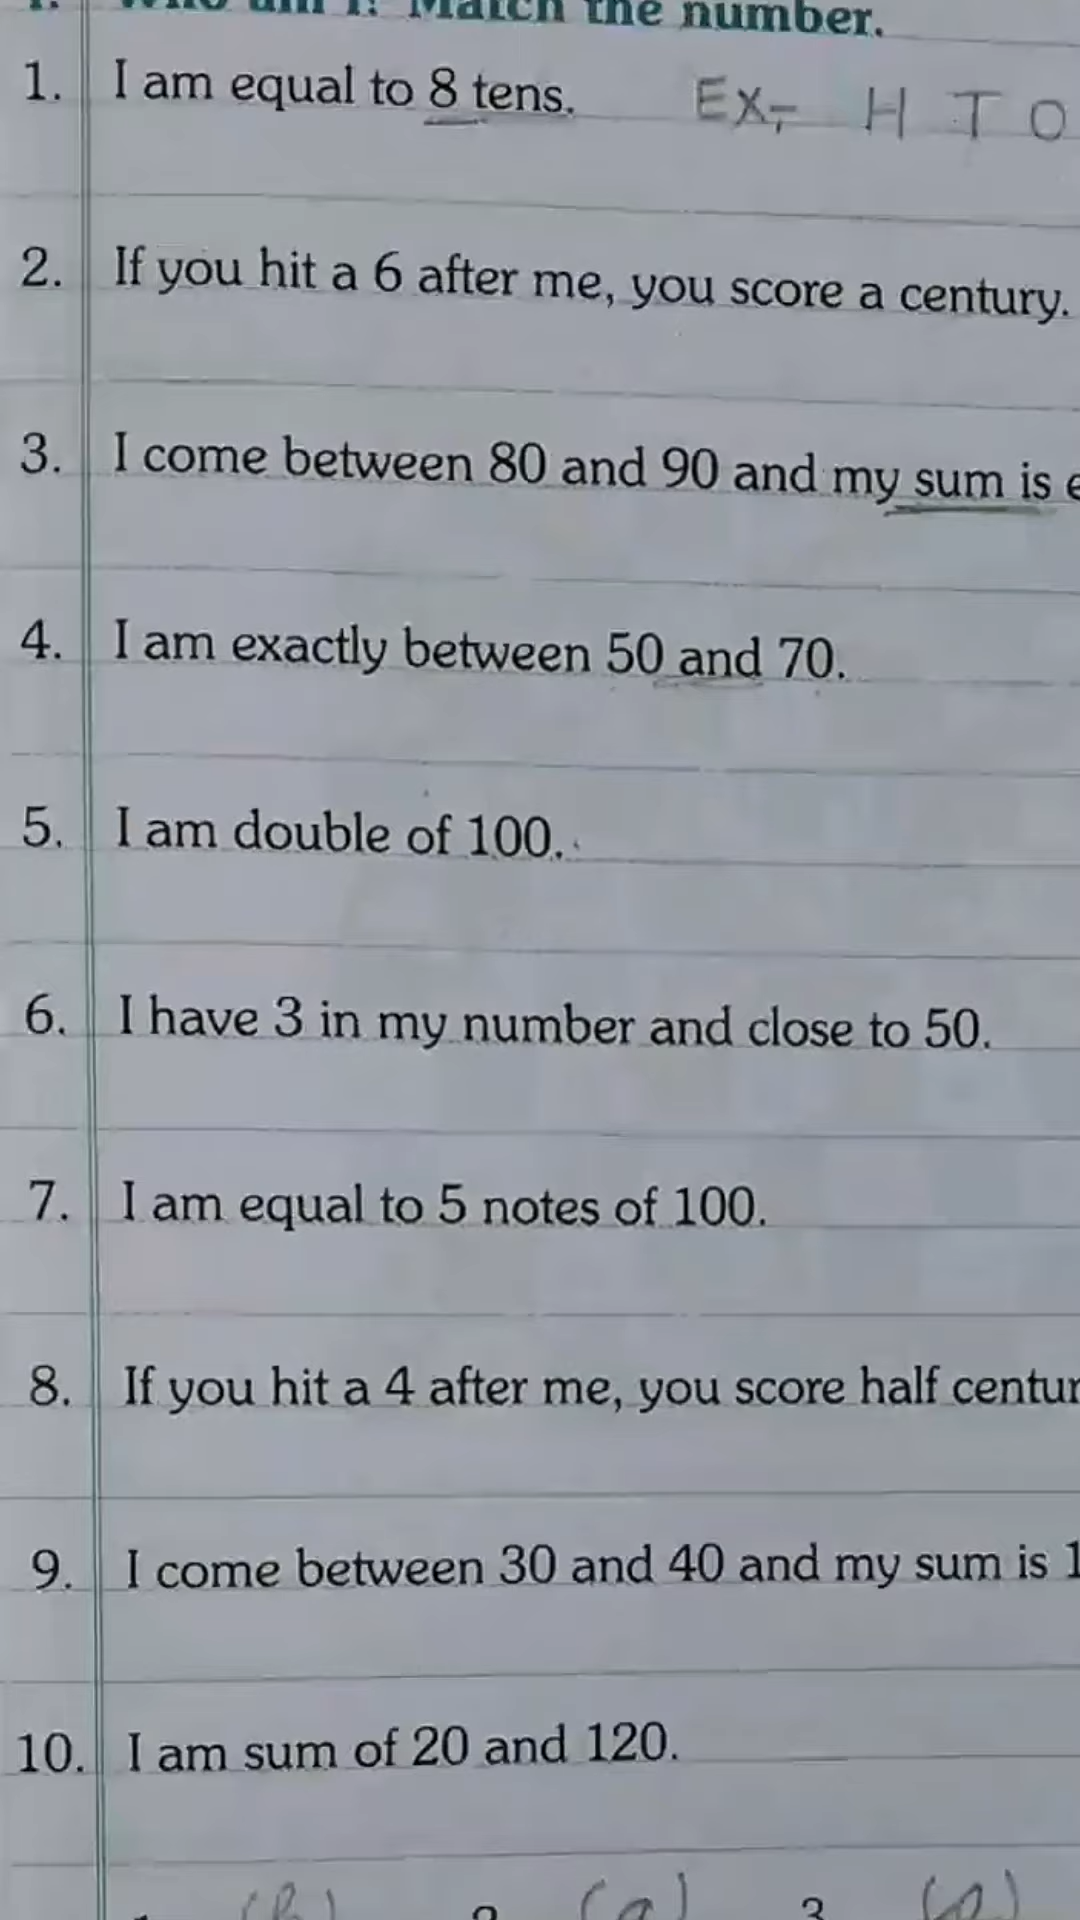 Who am I? Match the number.
1. I am equal to 8 tens. Ex,- H T O
2. If you hit a 6 after me, you score a century.
3. I come between 80 and 90 and my sum is
4. I am exactly between 50 and 70.
5. I am double of 100.
6. I have 3 in my number and close to 50.
7. I am equal to 5 notes of 100.
8. If you hit a 4 after me, you score half centur
9. I come between 30 and 40 and my sum is 1
10. I am sum of 20 and 120.